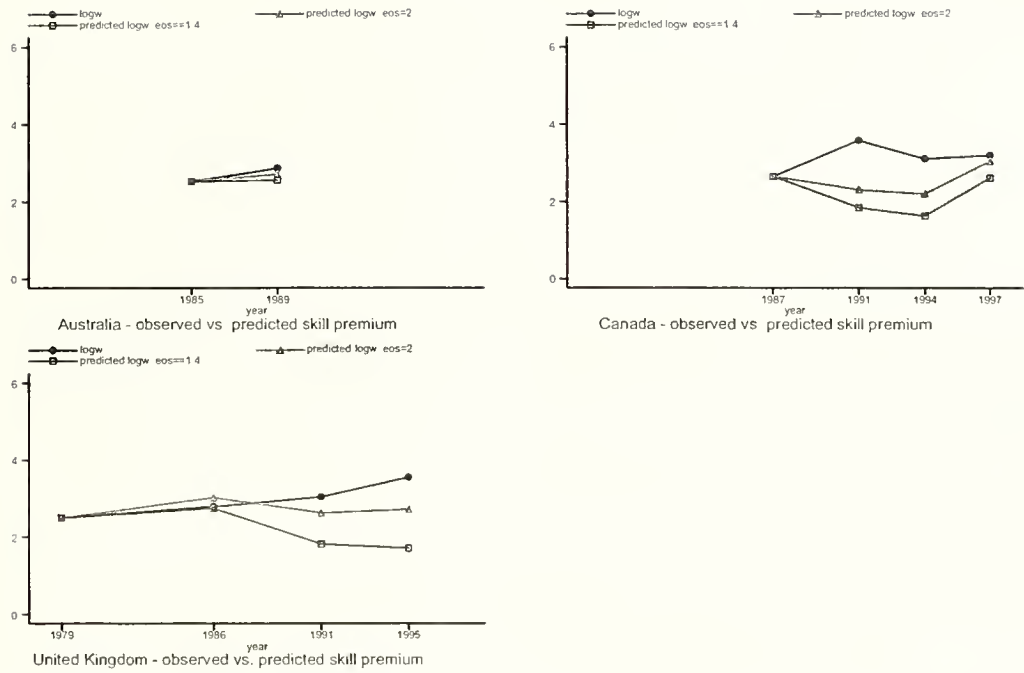 logw
predicted logw eos=2
predicted logw eos==1 4
6
4
2
0
1985
1989
year
Australia - observed vs predicted skill premium
logw
predicted logw eos=2
predicted logw eos==1 4
6
4
2
0
1987
1991
1994
1997
year
Canada - observed vs predicted skill premium
logw
predicted logw eos=2
predicted logw eos==1 4
6
4
2
0
1979
1986
1991
1995
year
United Kingdom - observed vs. predicted skill premium